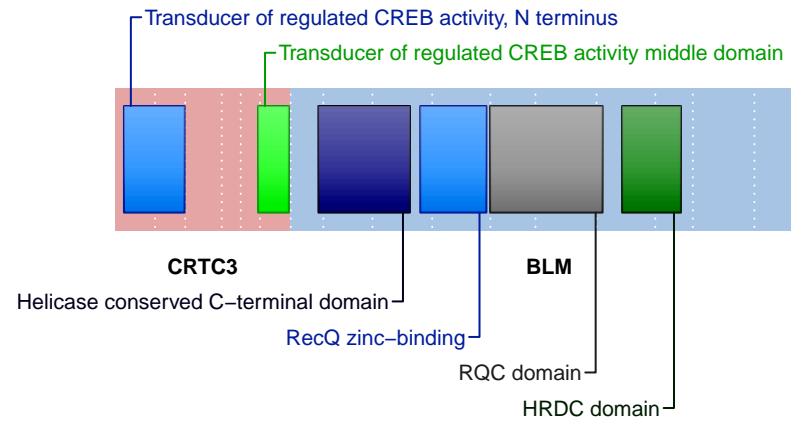 Transducer of regulated CREB activity, N terminus
Transducer of regulated CREB activity middle domain
CRTC3
BLM
Helicase conserved C−terminal domain
RecQ zinc−binding
RQC domain
HRDC domain